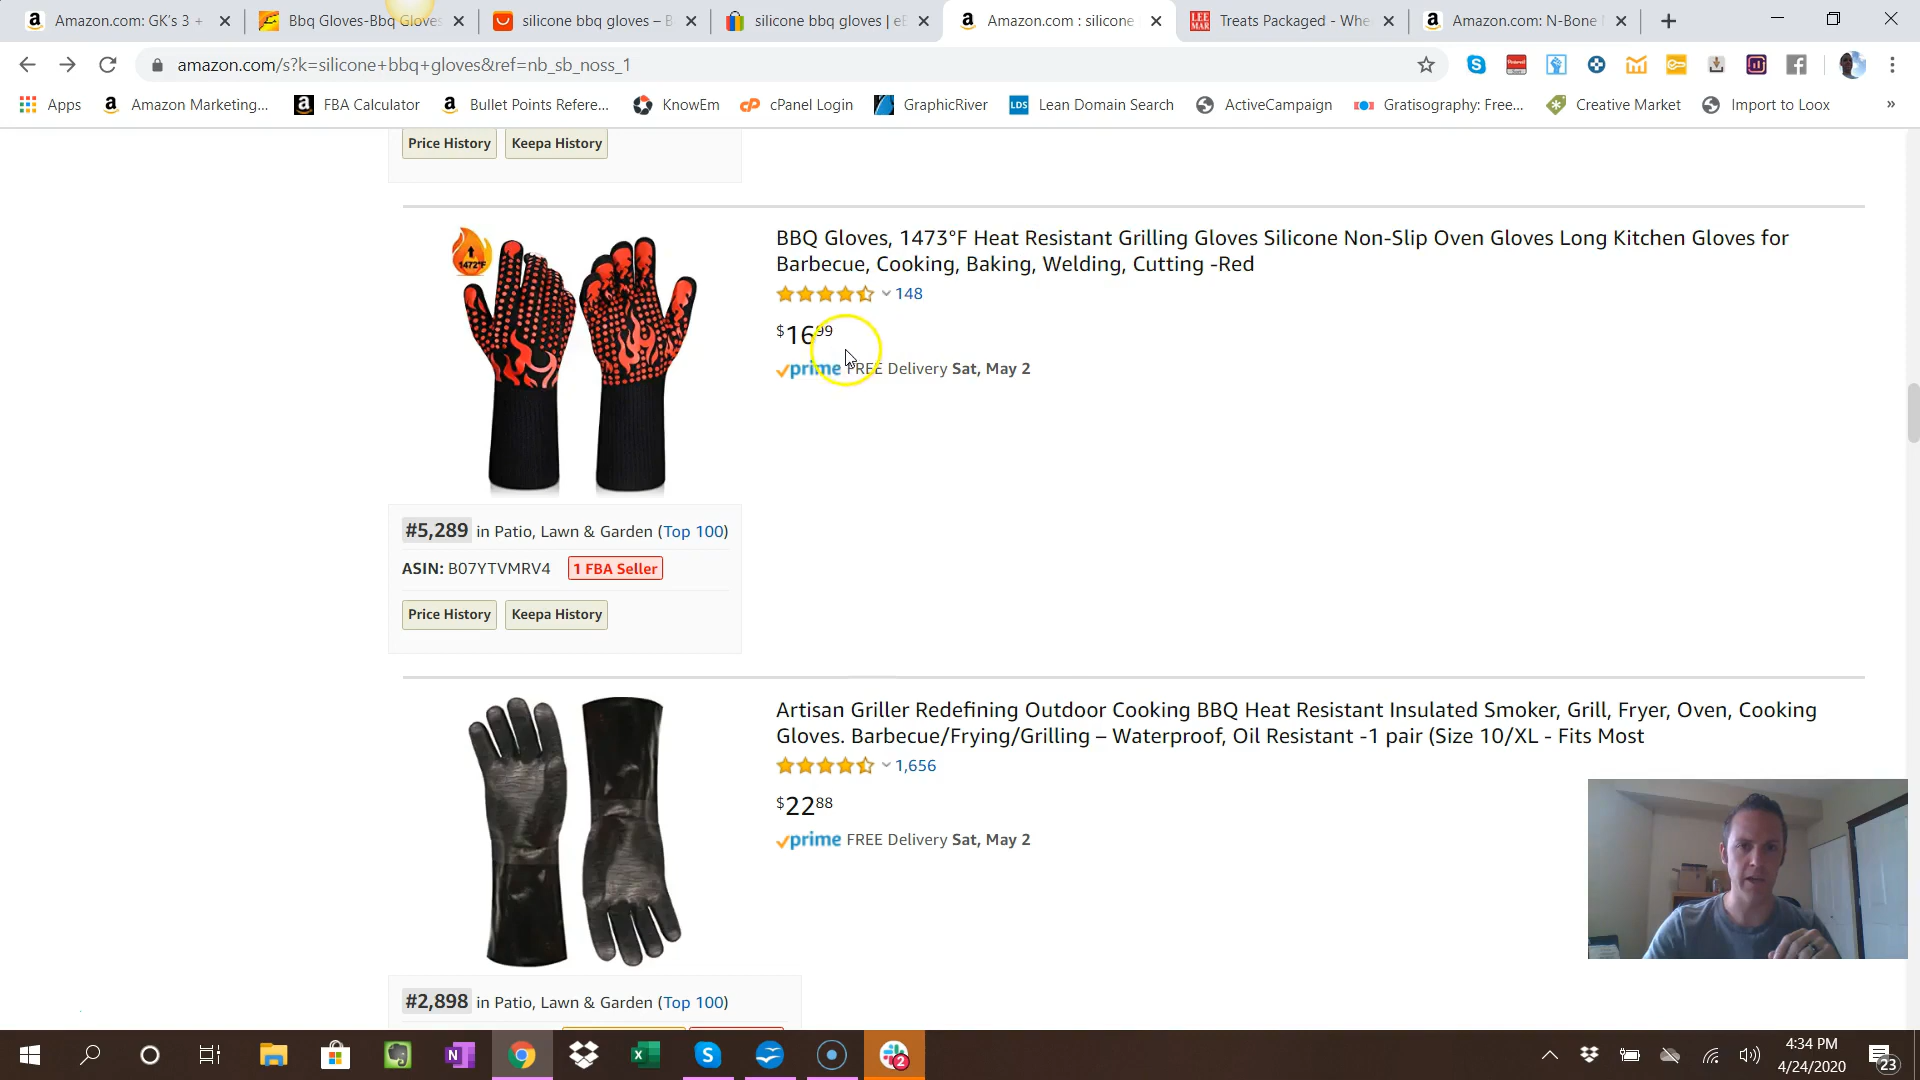 Amazon.com: GK's 3 +
Bbq Gloves-Bbq Gloves
silicone bbq gloves – B
silicone bbq gloves | eB
Amazon.com : silicone
LEE MAR
Treats Packaged - Whe
Amazon.com: N-Bone
amazon.com/s?k=silicone+bbq+gloves&ref=nb_sb_noss_1
Apps
Amazon Marketing...
FBA Calculator
Bullet Points Refere...
KnowEm
cPanel Login
GraphicRiver
LDS
Lean Domain Search
ActiveCampaign
Gratisography: Free...
Creative Market
Import to Loox
»
Price History
Keepa History
1472°F
BBQ Gloves, 1473°F Heat Resistant Grilling Gloves Silicone Non-Slip Oven Gloves Long Kitchen Gloves for
Barbecue, Cooking, Baking, Welding, Cutting -Red
148
$16 99
prime FREE Delivery Sat, May 2
#5,289 in Patio, Lawn & Garden (Top 100)
ASIN: B07YTVMRV4 1 FBA Seller
Price History
Keepa History
Artisan Griller Redefining Outdoor Cooking BBQ Heat Resistant Insulated Smoker, Grill, Fryer, Oven, Cooking
Gloves. Barbecue/Frying/Grilling – Waterproof, Oil Resistant -1 pair (Size 10/XL - Fits Most
1,656
$22 88
prime FREE Delivery Sat, May 2
#2,898 in Patio, Lawn & Garden (Top 100)
4:34 PM
4/24/2020
23
2